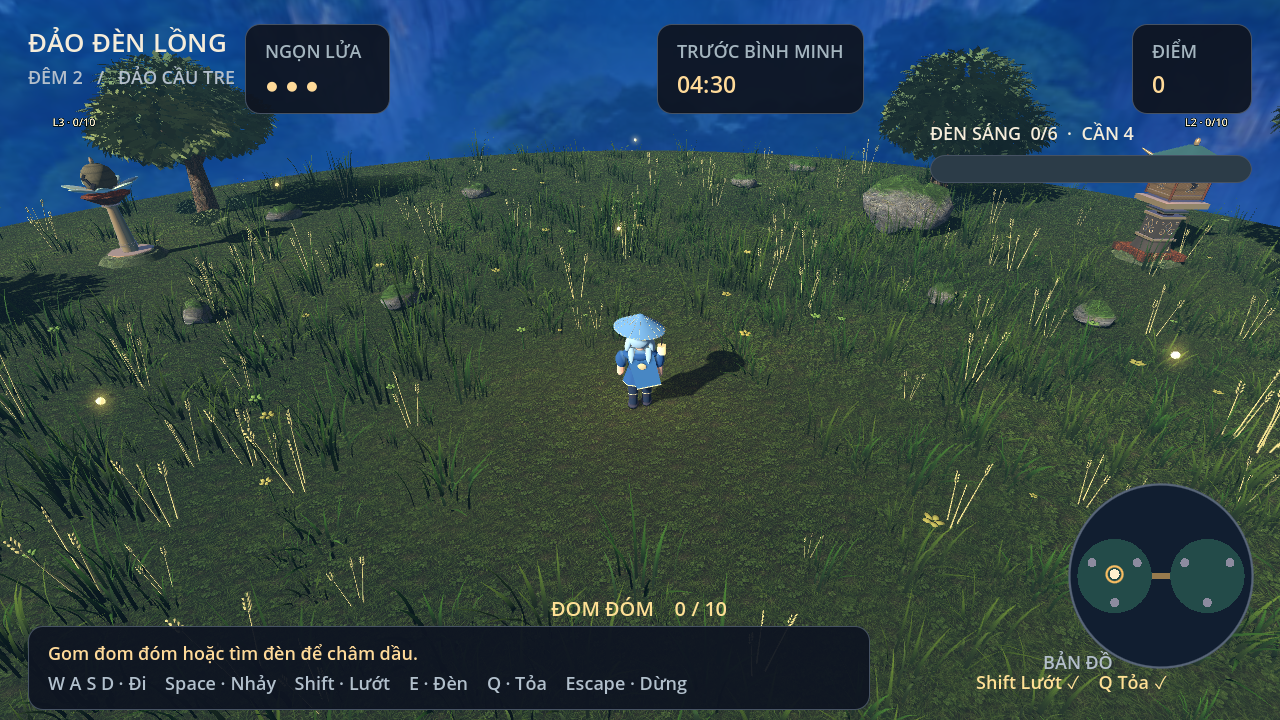 ĐẢO ĐÈN LỒNG
ĐÊM 2 / ĐẢO CẦU TRE
NGỌN LỬA
TRƯỚC BÌNH MINH
04:30
ĐIỂM
0
L3 · 0/10
L2 · 0/10
ĐÈN SÁNG 0/6 · CẦN 4
ĐOM ĐÓM 0 / 10
Gom đom đóm hoặc tìm đèn để châm dầu.
W A S D · Đi Space · Nhảy Shift · Lướt E · Đèn Q · Tỏa Escape · Dừng
BẢN ĐỒ
Shift Lướt ✓ Q Tỏa ✓